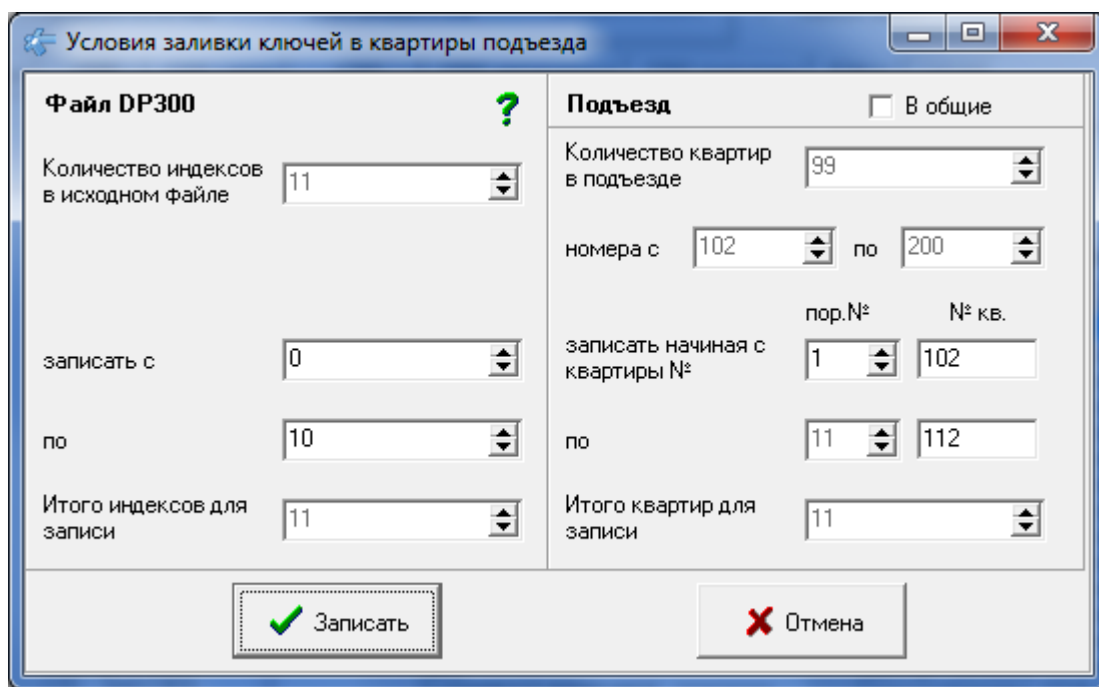 Условия заливки ключей в квартиры подъезда
Файл DP300
?
Количество индексов
в исходном файле
11
записать с
0
по
10
Итого индексов для
записи
11
Подъезд
В общие
Количество квартир
в подъезде
99
номера с
102
по
200
пор.№
№ кв.
записать начиная с
квартиры №
1
102
по
11
112
Итого квартир для
записи
11
Записать
Отмена